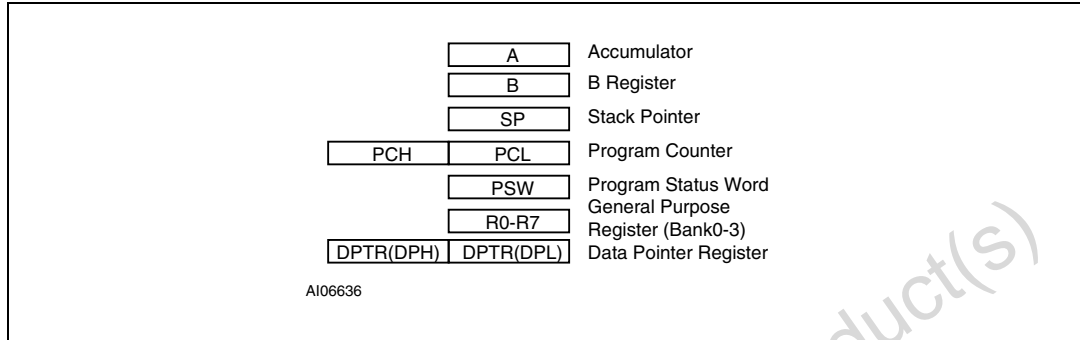 A Accumulator
B B Register
SP Stack Pointer
PCH PCL Program Counter
PSW Program Status Word
R0-R7 General Purpose
Register (Bank0-3)
DPTR(DPH) DPTR(DPL) Data Pointer Register
AI06636
duct(s)